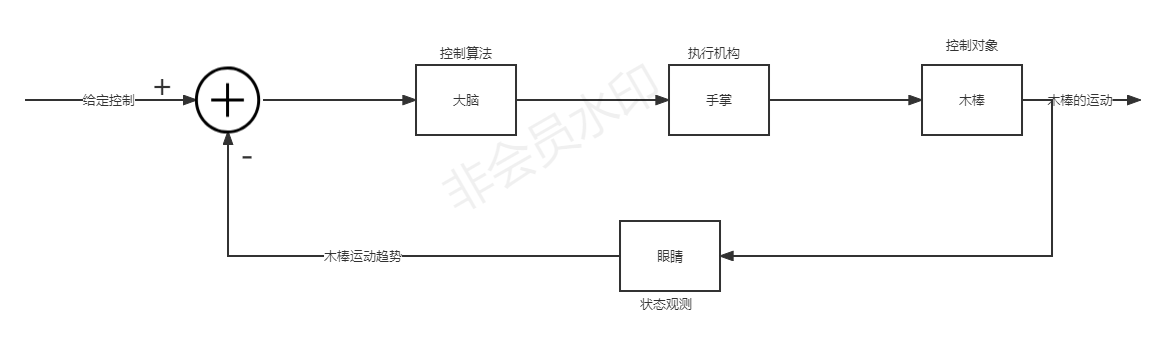 控制算法
执行机构
控制对象
给定控制
+
大脑
手掌
木棒
木棒的运动
-
木棒运动趋势
眼睛
状态观测
非会员水印